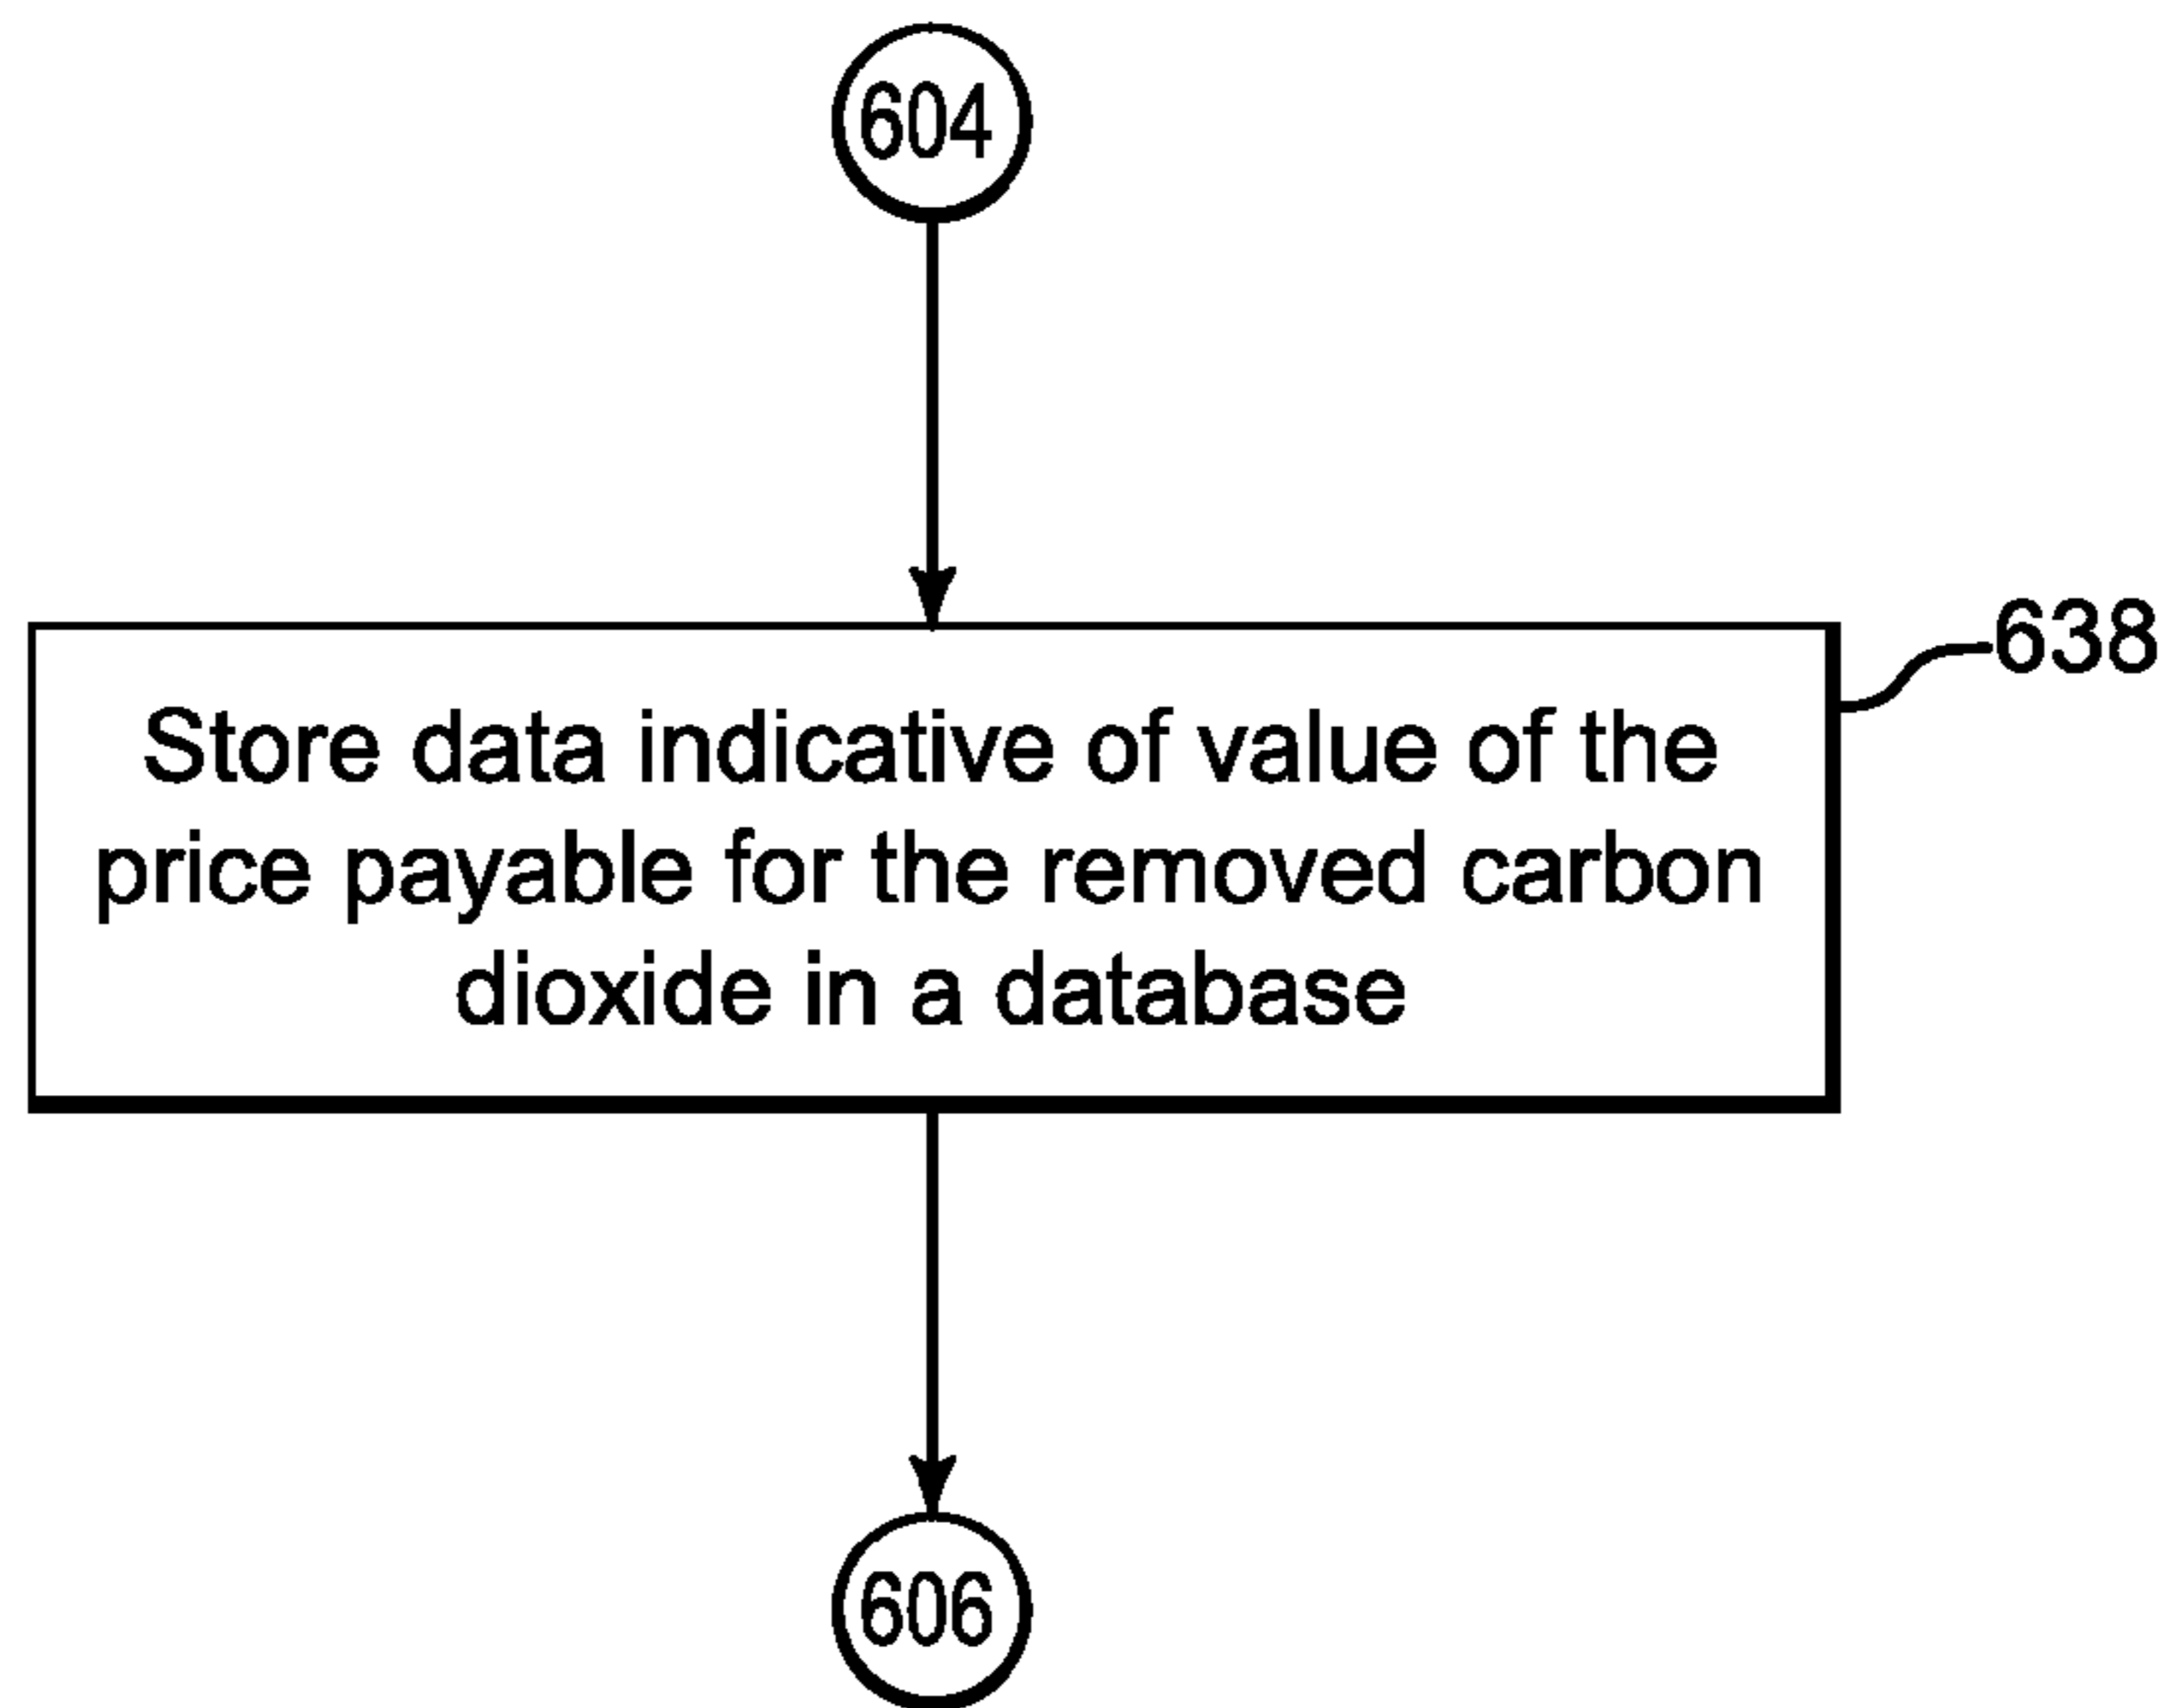 604
638
Store data indicative of value of the
price payable for the removed carbon
dioxide in a database
606